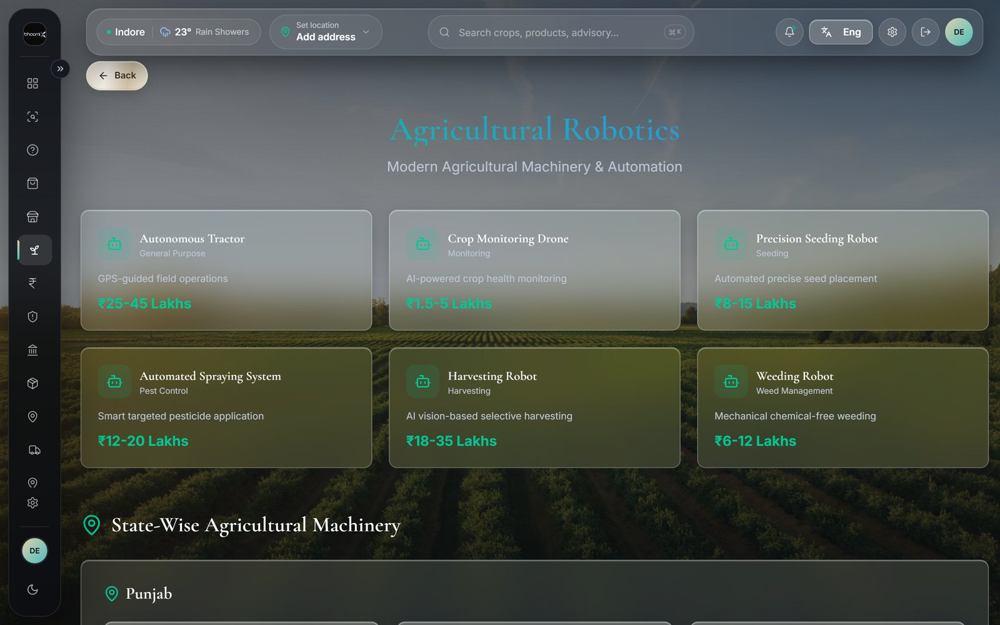 bhoomiX
Indore
23° Rain Showers
Set location
Add address
Search crops, products, advisory...
⌘ K
Eng
DE
Back
Agricultural Robotics
Modern Agricultural Machinery & Automation
Autonomous Tractor
General Purpose
GPS-guided field operations
₹25-45 Lakhs
Crop Monitoring Drone
Monitoring
AI-powered crop health monitoring
₹1.5-5 Lakhs
Precision Seeding Robot
Seeding
Automated precise seed placement
₹8-15 Lakhs
Automated Spraying System
Pest Control
Smart targeted pesticide application
₹12-20 Lakhs
Harvesting Robot
Harvesting
AI vision-based selective harvesting
₹18-35 Lakhs
Weeding Robot
Weed Management
Mechanical chemical-free weeding
₹6-12 Lakhs
State-Wise Agricultural Machinery
Punjab
DE